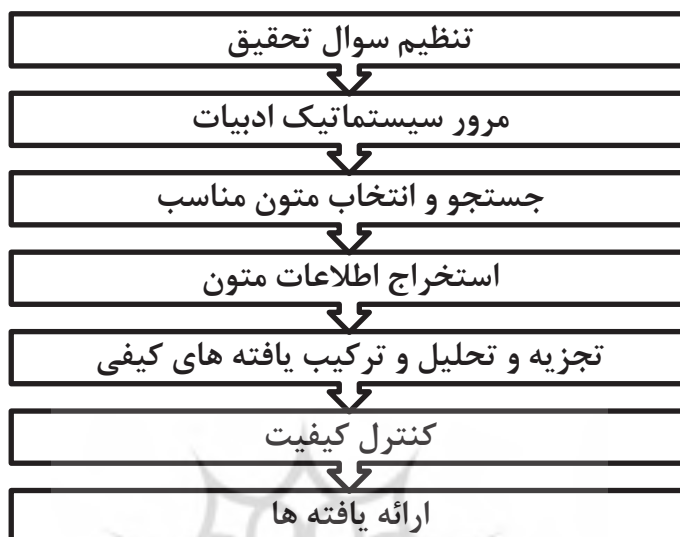 تنظیم سوال تحقیق
مرور سیستماتیک ادبیات
جستجو و انتخاب متون مناسب
استخراج اطلاعات متون
تجزیه و تحلیل و ترکیب یافته های کیفی
کنترل کیفیت
ارائه یافته ها